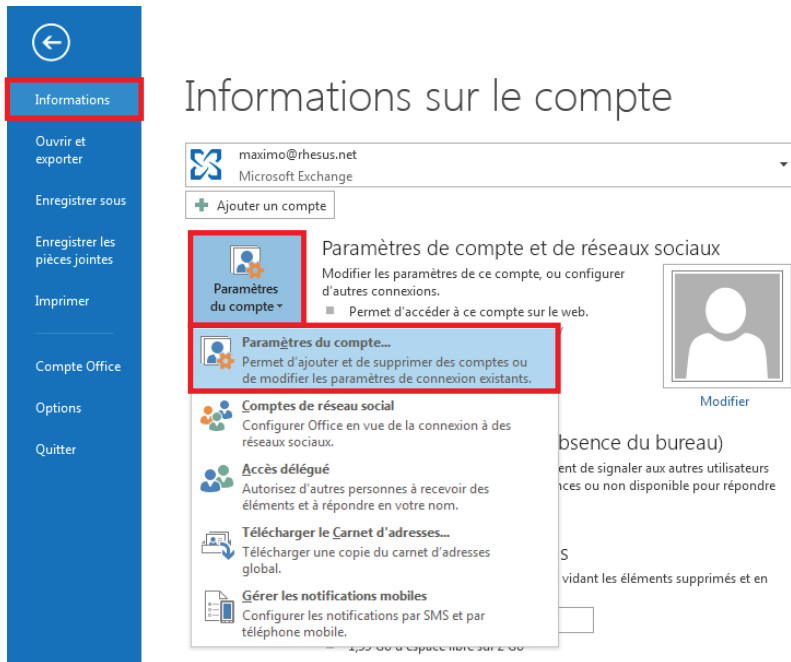 Informations
Ouvrir et
exporter
Enregistrer sous
Enregistrer les
pièces jointes
Imprimer
Compte Office
Options
Quitter
Informations sur le compte
maximo@rhesus.net
Microsoft Exchange
Ajouter un compte
Paramètres
du compte
Paramètres de compte et de réseaux sociaux
Modifier les paramètres de ce compte, ou configurer
d'autres connexions.
Permet d'accéder à ce compte sur le web.
Modifier
Paramètres du compte...
Permet d'ajouter et de supprimer des comptes ou
de modifier les paramètres de connexion existants.
Comptes de réseau social
Configurer Office en vue de la connexion à des
réseaux sociaux.
Accès délégué
Autorisez d'autres personnes à recevoir des
éléments et à répondre en votre nom.
Télécharger le Carnet d'adresses...
Télécharger une copie du carnet d'adresses
global.
Gérer les notifications mobiles
Configurer les notifications par SMS et par
téléphone mobile.
bsence du bureau)
ent de signaler aux autres utilisateurs
nces ou non disponible pour répondre
s
vidant les éléments supprimés et en